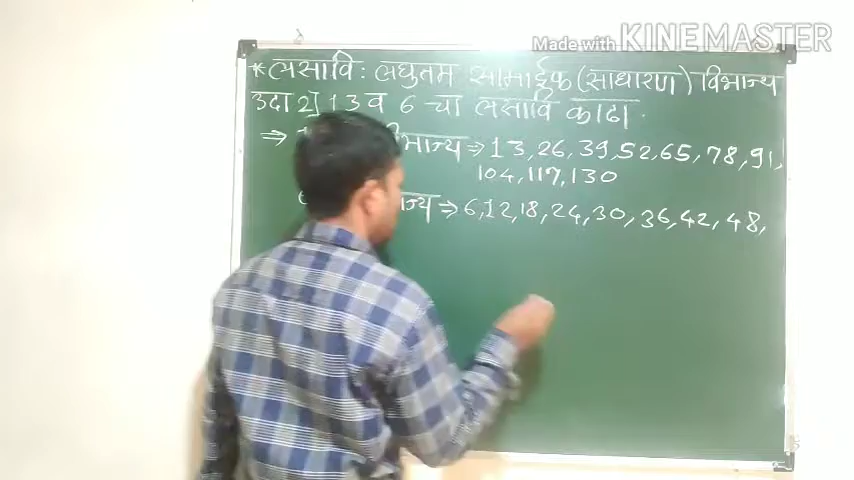 Made with KINEMASTER
* लसावि : लघुतम सामाईक (साधारण) विभाज्य
उदा 2] 13 व 6 चा लसावि काढा.
⇒ विभाज्य ⇒ 13, 26, 39, 52, 65, 78, 91,
104, 117, 130
⇒ 6, 12, 18, 24, 30, 36, 42, 48,